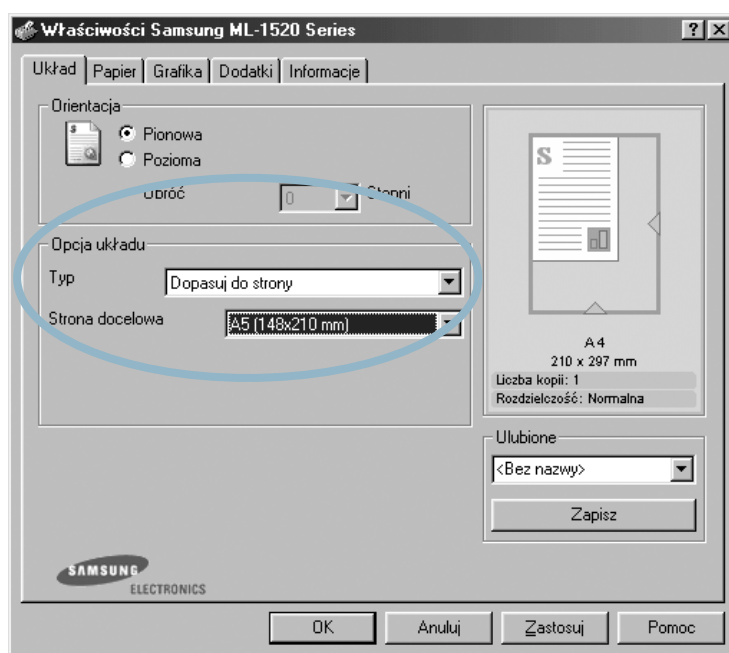 Właściwości Samsung ML-1520 Series
Układ Papier Grafika Dodatki Informacje
Orientacja
Pionowa
Pozioma
Obróć 0 Stopni
Opcja układu
Typ Dopasuj do strony
Strona docelowa A5 (148x210 mm)
S
A4
210 x 297 mm
Liczba kopii: 1
Rozdzielczość: Normalna
Ulubione
<Bez nazwy>
Zapisz
SAMSUNG
ELECTRONICS
OK Anuluj Zastosuj Pomoc